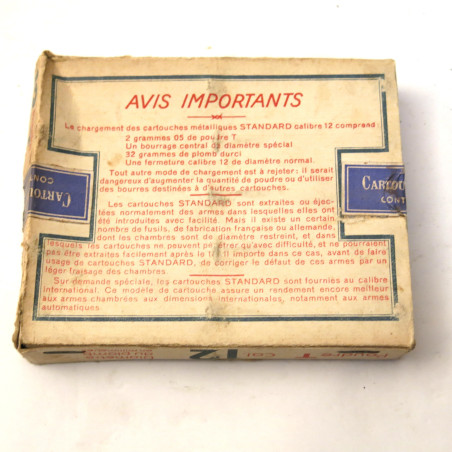 AVIS IMPORTANTS
Le chargement des cartouches métalliques STANDARD calibre 12 comprend :
2 grammes 05 de poudre T
Un bourrage central du diamètre spécial
32 grammes de plomb durci
Une fermeture calibre 12 de diamètre normal.
Tout autre mode de chargement est à rejeter: il serait
dangereux d'augmenter la quantité de poudre ou d'utiliser
des bourres destinées à d'autres cartouches.
Les cartouches STANDARD sont extraites ou éjec-
tées normalement des armes dans lesquelles elles ont
été introduites avec facilité. Mais il existe un certain
nombre de fusils, de fabrication française ou allemande,
dont les chambres sont de diamètre restreint, et dans
lesquels les cartouches ne peuvent pénétrer qu'avec difficulté, et ne pourraient
pas être extraites facilement après le tir. Il importe dans ce cas, avant de faire
usage de cartouches STANDARD, de corriger le défaut de ces armes par un
léger fraisage des chambres.
Sur demande spéciale, les cartouches STANDARD sont fournies au calibre
international. Ce modèle de cartouche assure un rendement encore meilleur
aux armes chambrées aux dimensions internationales, notamment aux armes
automatiques.
CARTOU
CON
CARTOU
CONT
Poudre T
Cal 12